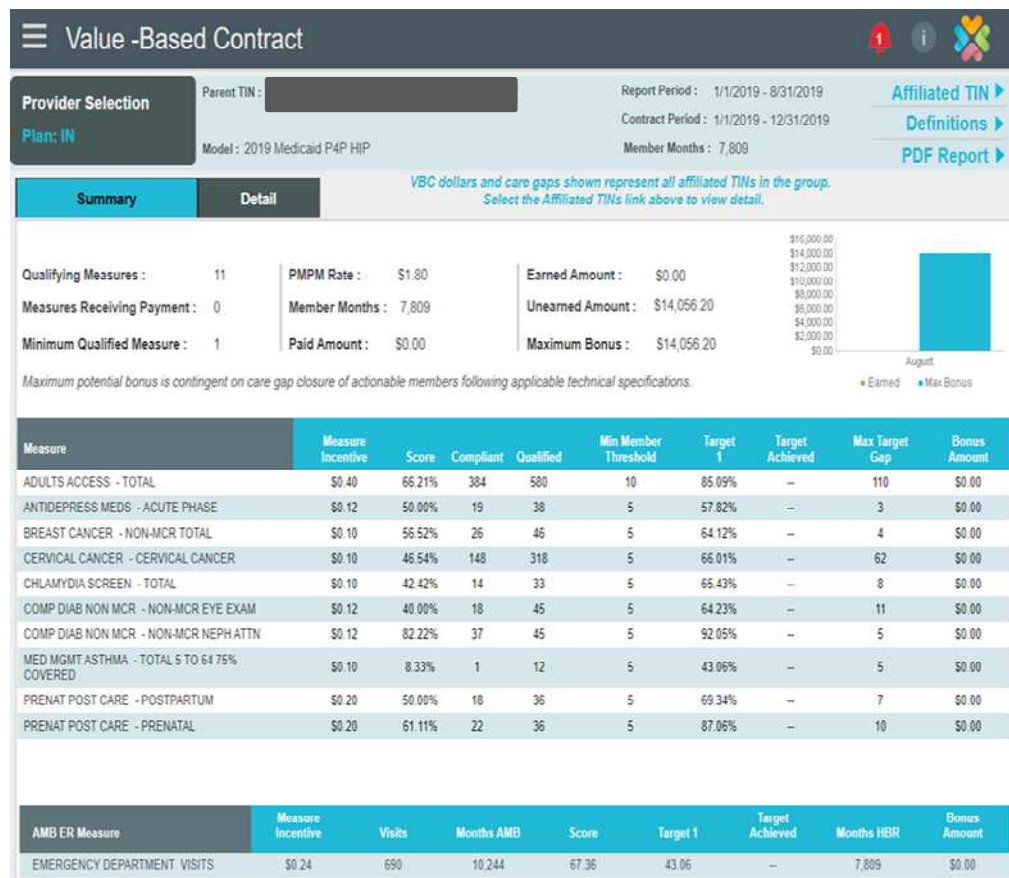 Value -Based Contract
1
i
Provider Selection
Plan: IN
Parent TIN :
Model : 2019 Medicaid P4P HIP
Report Period : 1/1/2019 - 8/31/2019
Contract Period : 1/1/2019 - 12/31/2019
Member Months : 7,809
Affiliated TIN
Definitions
PDF Report
Summary
Detail
VBC dollars and care gaps shown represent all affiliated TINs in the group.
Select the Affiliated TINs link above to view detail.
Qualifying Measures : 11 PMPM Rate : $1.80 Earned Amount : $0.00
Measures Receiving Payment : 0 Member Months : 7,809 Unearned Amount : $14,056.20
Minimum Qualified Measure : 1 Paid Amount : $0.00 Maximum Bonus : $14,056.20
Maximum potential bonus is contingent on care gap closure of actionable members following applicable technical specifications.
$16,000.00
$14,000.00
$12,000.00
$10,000.00
$8,000.00
$6,000.00
$4,000.00
$2,000.00
$0.00
August
Earned Max Bonus
Measure Measure Incentive Score Compliant Qualified Min Member Threshold Target 1 Target Achieved Max Target Gap Bonus Amount
ADULTS ACCESS - TOTAL $0.40 66.21% 384 580 10 85.09% -- 110 $0.00
ANTIDEPRESS MEDS - ACUTE PHASE $0.12 50.00% 19 38 5 57.82% -- 3 $0.00
BREAST CANCER - NON-MCR TOTAL $0.10 56.52% 26 46 5 64.12% -- 4 $0.00
CERVICAL CANCER - CERVICAL CANCER $0.10 46.54% 148 318 5 66.01% -- 62 $0.00
CHLAMYDIA SCREEN - TOTAL $0.10 42.42% 14 33 5 65.43% -- 8 $0.00
COMP DIAB NON MCR - NON-MCR EYE EXAM $0.12 40.00% 18 45 5 64.23% -- 11 $0.00
COMP DIAB NON MCR - NON-MCR NEPH ATTN $0.12 82.22% 37 45 5 92.05% -- 5 $0.00
MED MGMT ASTHMA - TOTAL 5 TO 64 75%
COVERED $0.10 8.33% 1 12 5 43.06% -- 5 $0.00
PRENAT POST CARE - POSTPARTUM $0.20 50.00% 18 36 5 69.34% -- 7 $0.00
PRENAT POST CARE - PRENATAL $0.20 61.11% 22 36 5 87.06% -- 10 $0.00
AMB ER Measure Measure Incentive Visits Months AMB Score Target 1 Target Achieved Months HBR Bonus Amount
EMERGENCY DEPARTMENT VISITS $0.24 690 10,244 67.36 43.06 -- 7,809 $0.00